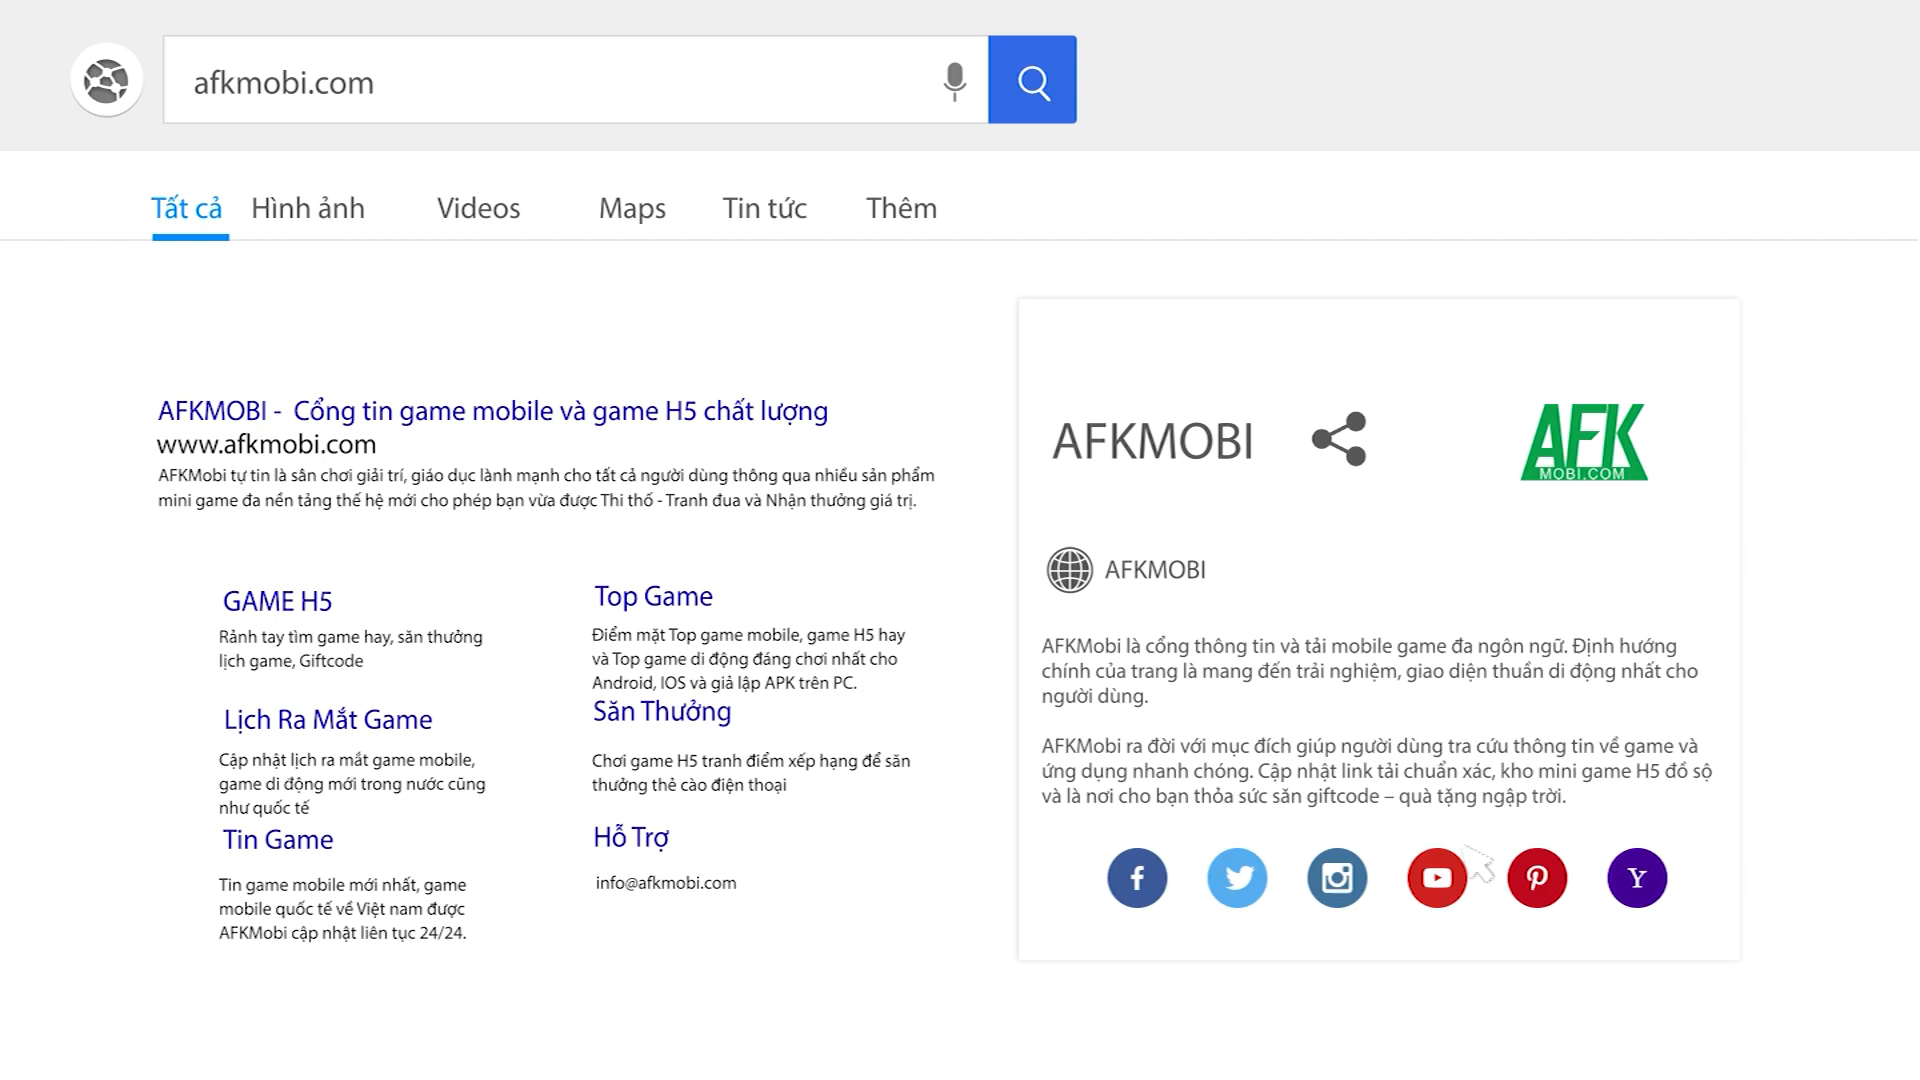 afkmobi.com
Tất cả
Hình ảnh
Videos
Maps
Tin tức
Thêm
AFKMOBI - Cổng tin game mobile và game H5 chất lượng
www.afkmobi.com
AFKMobi tự tin là sân chơi giải trí, giáo dục lành mạnh cho tất cả người dùng thông qua nhiều sản phẩm
mini game đa nền tảng thế hệ mới cho phép bạn vừa được Thi thố - Tranh đua và Nhận thưởng giá trị.
GAME H5
Rảnh tay tìm game hay, săn thưởng
lịch game, Giftcode
Lịch Ra Mắt Game
Cập nhật lịch ra mắt game mobile,
game di động mới trong nước cũng
như quốc tế
Tin Game
Tin game mobile mới nhất, game
mobile quốc tế về Việt nam được
AFKMobi cập nhật liên tục 24/24.
Top Game
Điểm mặt Top game mobile, game H5 hay
và Top game di động đáng chơi nhất cho
Android, IOS và giả lập APK trên PC.
Săn Thưởng
Chơi game H5 tranh điểm xếp hạng để săn
thưởng thẻ cào điện thoại
Hỗ Trợ
info@afkmobi.com
AFKMOBI
AFK
MOBI.COM
AFKMOBI
AFKMobi là cổng thông tin và tải mobile game đa ngôn ngữ. Định hướng
chính của trang là mang đến trải nghiệm, giao diện thuần di động nhất cho
người dùng.
AFKMobi ra đời với mục đích giúp người dùng tra cứu thông tin về game và
ứng dụng nhanh chóng. Cập nhật link tải chuẩn xác, kho mini game H5 đồ sộ
và là nơi cho bạn thỏa sức săn giftcode – quà tặng ngập trời.